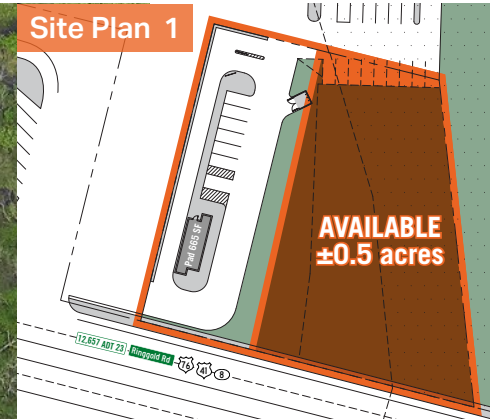 Site Plan 1
Pad 665 SF
AVAILABLE
±0.5 acres
12,657 ADT 23
Ringgold Rd
76
41
8